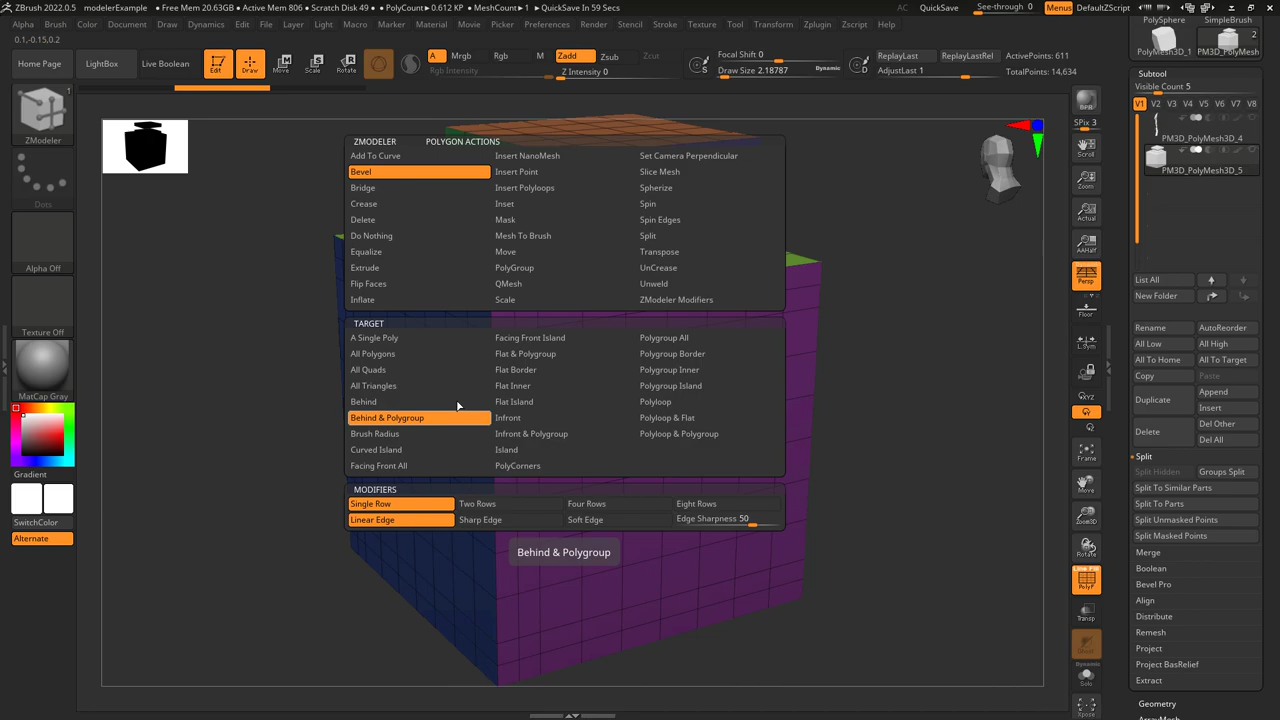 ZBrush 2022.0.5 modelerExample • Free Mem 20.63GB • Active Mem 806 • Scratch Disk 49 • PolyCount▸0.612 KP • MeshCount▸1 • QuickSave In 59 Secs AC QuickSave See-through 0 Menus DefaultZScript
Alpha Brush Color Document Draw Dynamics Edit File Layer Light Macro Marker Material Movie Picker Preferences Render Stencil Stroke Texture Tool Transform Zplugin Zscript Help
0.1,-0.15,0.2
Home Page LightBox Live Boolean Edit Draw Move Scale Rotate
A Mrgb Rgb M Zadd Zsub Zcut
Rgb Intensity Z Intensity 0
Focal Shift 0
Draw Size 2.18787 Dynamic
ReplayLast ReplayLastRel
AdjustLast 1
ActivePoints: 611
TotalPoints: 14,634
1
ZModeler
Dots
Alpha Off
Texture Off
MatCap Gray
Gradient
SwitchColor
Alternate
ZMODELER POLYGON ACTIONS
Add To Curve Insert NanoMesh Set Camera Perpendicular
Bevel Insert Point Slice Mesh
Bridge Insert Polyloops Spherize
Crease Inset Spin
Delete Mask Spin Edges
Do Nothing Mesh To Brush Split
Equalize Move Transpose
Extrude PolyGroup UnCrease
Flip Faces QMesh Unweld
Inflate Scale ZModeler Modifiers
TARGET
A Single Poly Facing Front Island Polygroup All
All Polygons Flat & Polygroup Polygroup Border
All Quads Flat Border Polygroup Inner
All Triangles Flat Inner Polygroup Island
Behind Flat Island Polyloop
Behind & Polygroup Infront Polyloop & Flat
Brush Radius Infront & Polygroup Polyloop & Polygroup
Curved Island Island
Facing Front All PolyCorners
MODIFIERS
Single Row Two Rows Four Rows Eight Rows
Linear Edge Sharp Edge Soft Edge Edge Sharpness 50
Behind & Polygroup
BPR
SPix 3
Scroll
Zoom
Actual
AAHalf
Persp
Floor
L.Sym
XYZ
Y
Z
Frame
Move
Zoom3D
Rotate
Line Fill
PolyF
Transp
Ghost
Dynamic
Solo
Xpose
PolySphere SimpleBrush
2
PolyMesh3D_1 PM3D_PolyMesh
Subtool
Visible Count 5
V1 V2 V3 V4 V5 V6 V7 V8
PM3D_PolyMesh3D_4
PM3D_PolyMesh3D_5
List All
New Folder
Rename AutoReorder
All Low All High
All To Home All To Target
Copy Paste
Duplicate Append
Insert
Delete Del Other
Del All
Split
Split Hidden Groups Split
Split To Similar Parts
Split To Parts
Split Unmasked Points
Split Masked Points
Merge
Boolean
Bevel Pro
Align
Distribute
Remesh
Project
Project BasRelief
Extract
Geometry
ArrayMesh